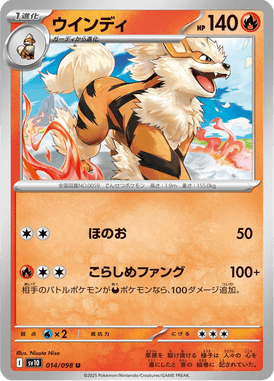 1進化
ウインディ
HP 140
ガーディから進化
全国図鑑NO.0059 でんせつポケモン 高さ:1.9m 重さ:155.0kg
ほのお 50
こらしめファング 100+
相手のバトルポケモンがポケモンなら、100ダメージ追加。
弱点 ×2 抵抗力 にげる
Illus. Nisota Niso
I SV10 014/098 U
©2025 Pokémon/Nintendo/Creatures/GAME FREAK.